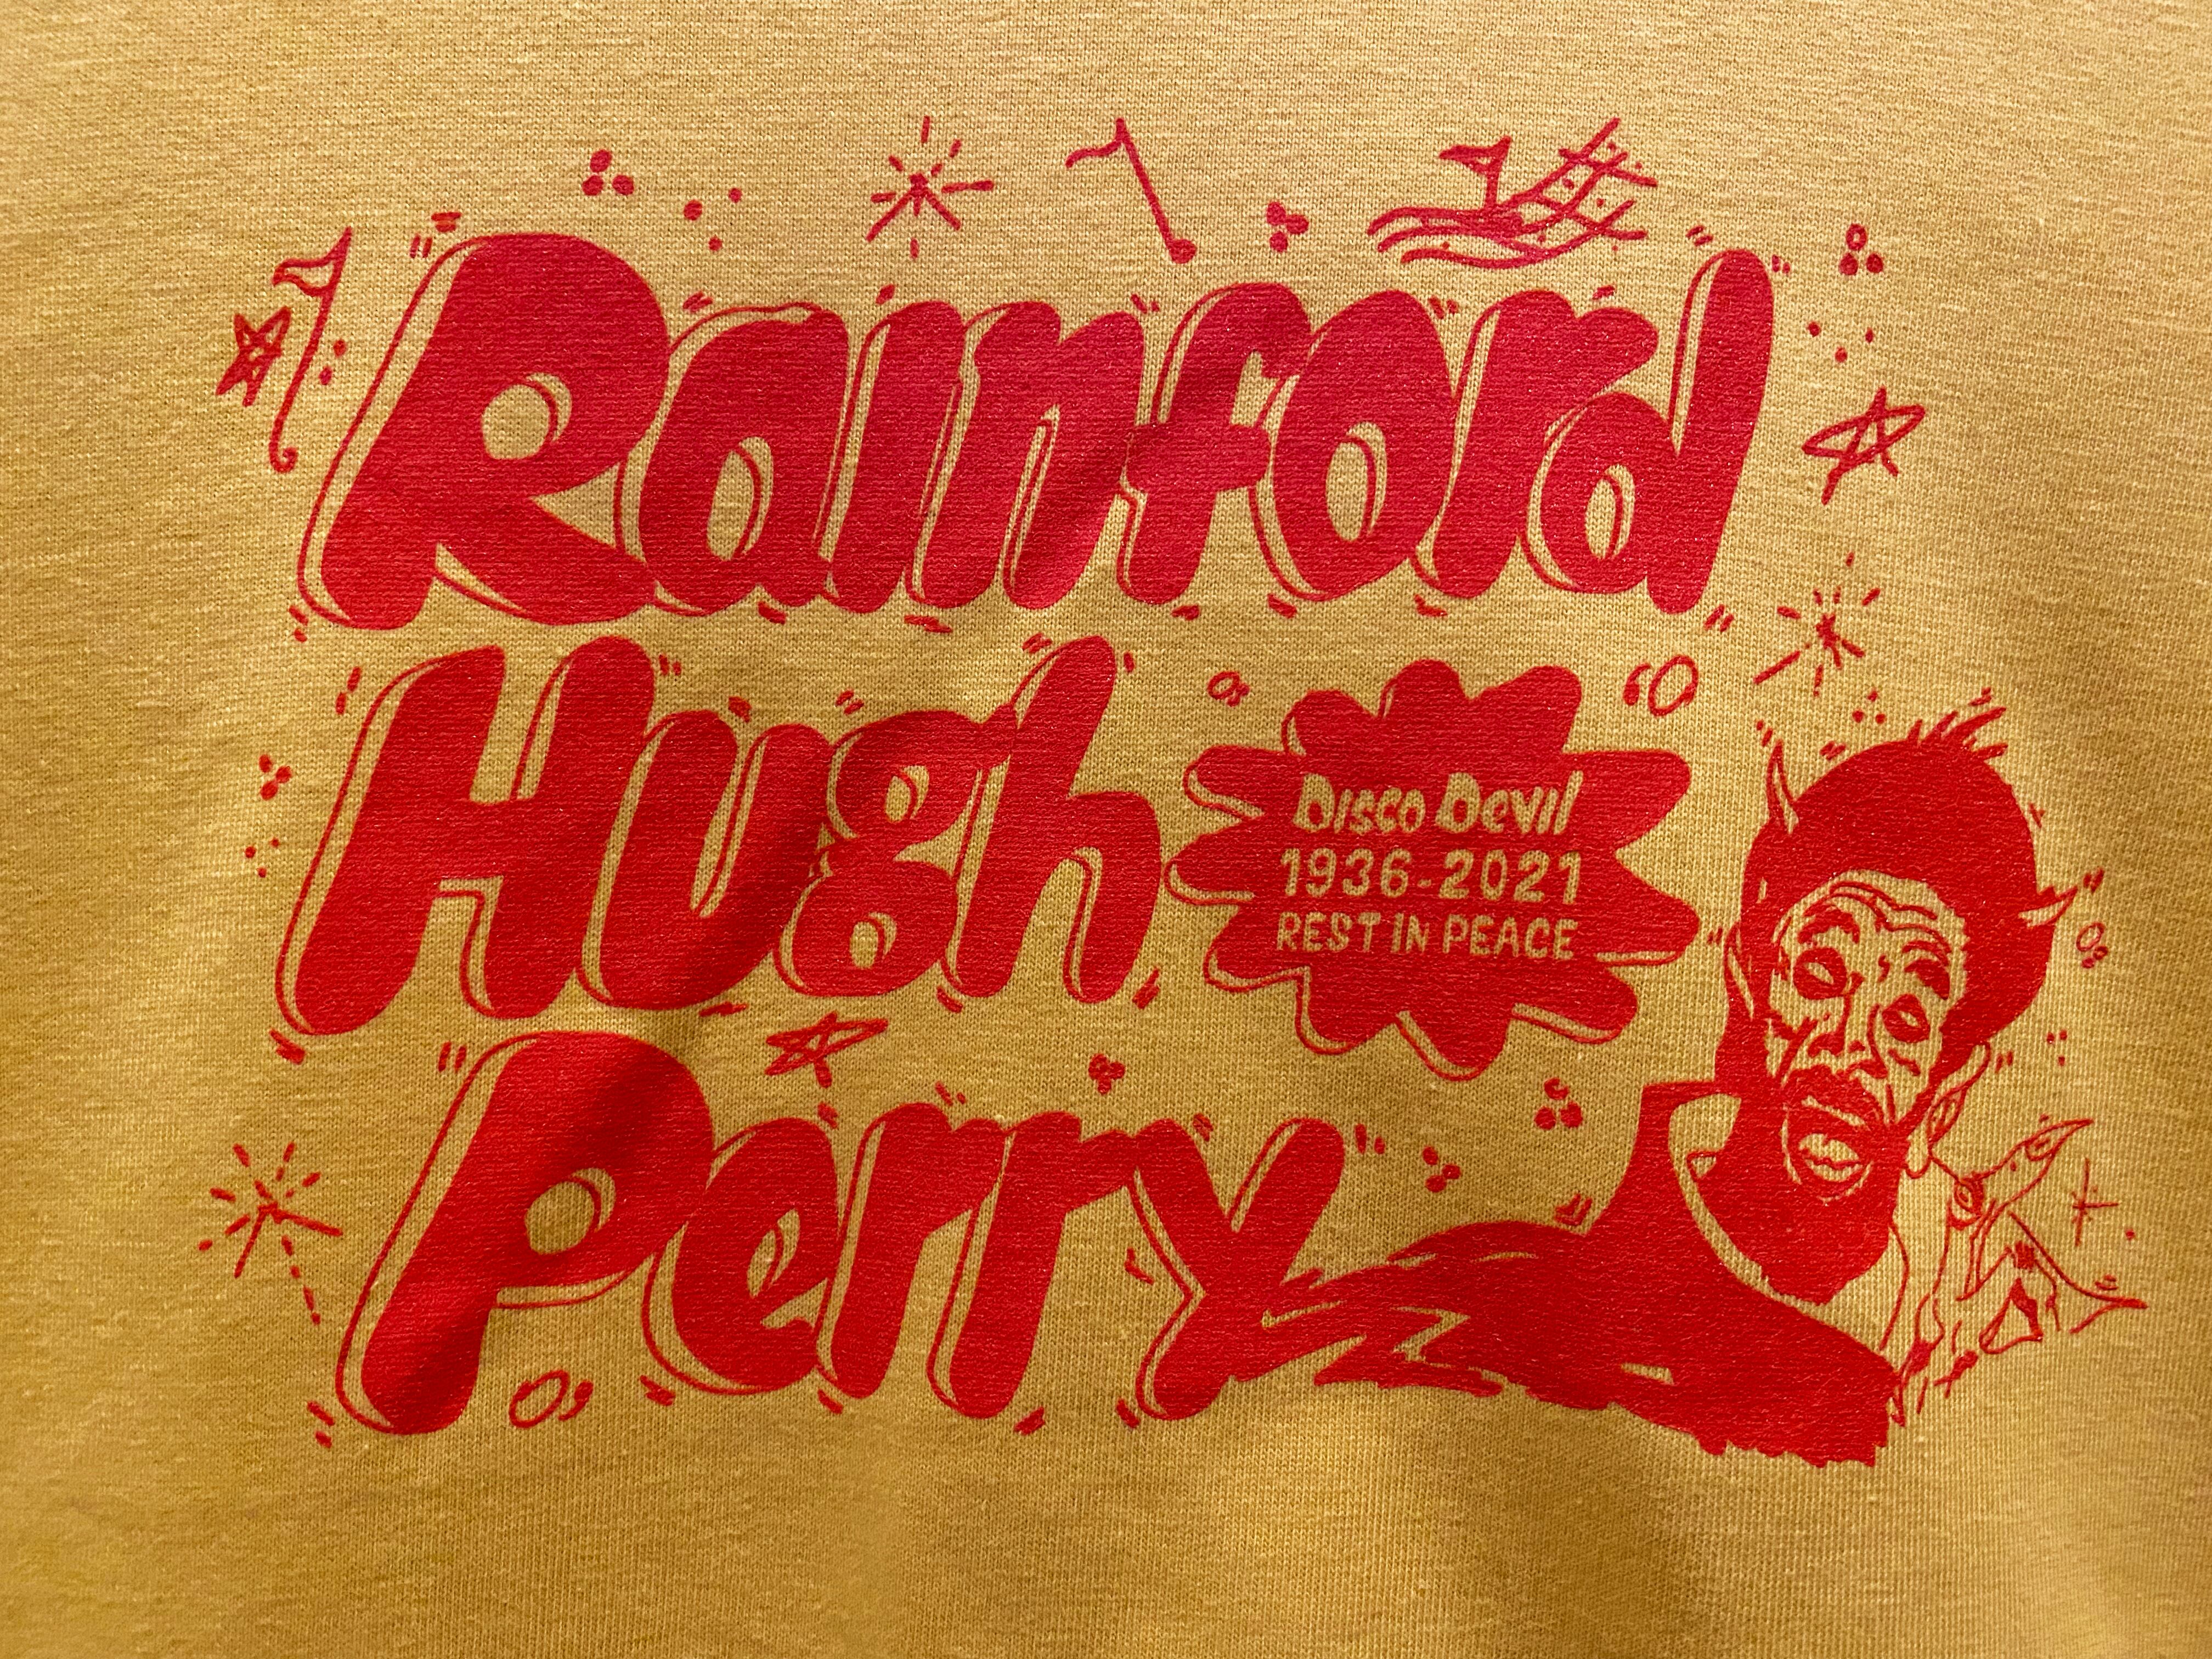 Rainford
Hugh
Disco Devil
1936-2021
REST IN PEACE
Perry